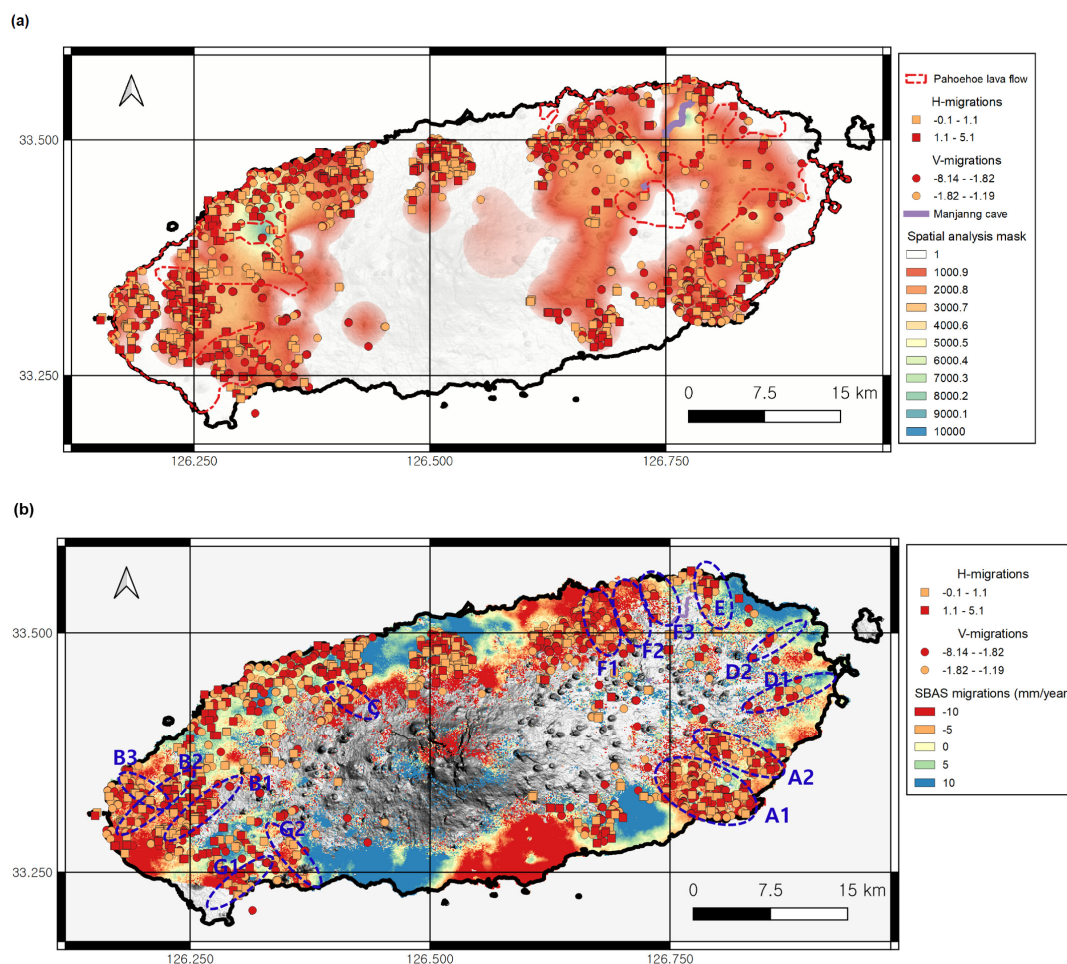 (a)
Pahoehoe lava flow
H-migrations
-0.1 - 1.1
1.1 - 5.1
V-migrations
-8.14 - -1.82
-1.82 - -1.19
Manjanng cave
Spatial analysis mask
1
1000.9
2000.8
3000.7
4000.6
5000.5
6000.4
7000.3
8000.2
9000.1
10000
33.500
33.250
0 7.5 15 km
126.250 126.500 126.750
(b)
H-migrations
-0.1 - 1.1
1.1 - 5.1
V-migrations
-8.14 - -1.82
-1.82 - -1.19
SBAS migrations (mm/year)
-10
-5
0
5
10
E
F3
33.500
F2
F1
D2
D1
C
B3
B2
B1
A2
A1
G2
G1
33.250
0 7.5 15 km
126.250 126.500 126.750